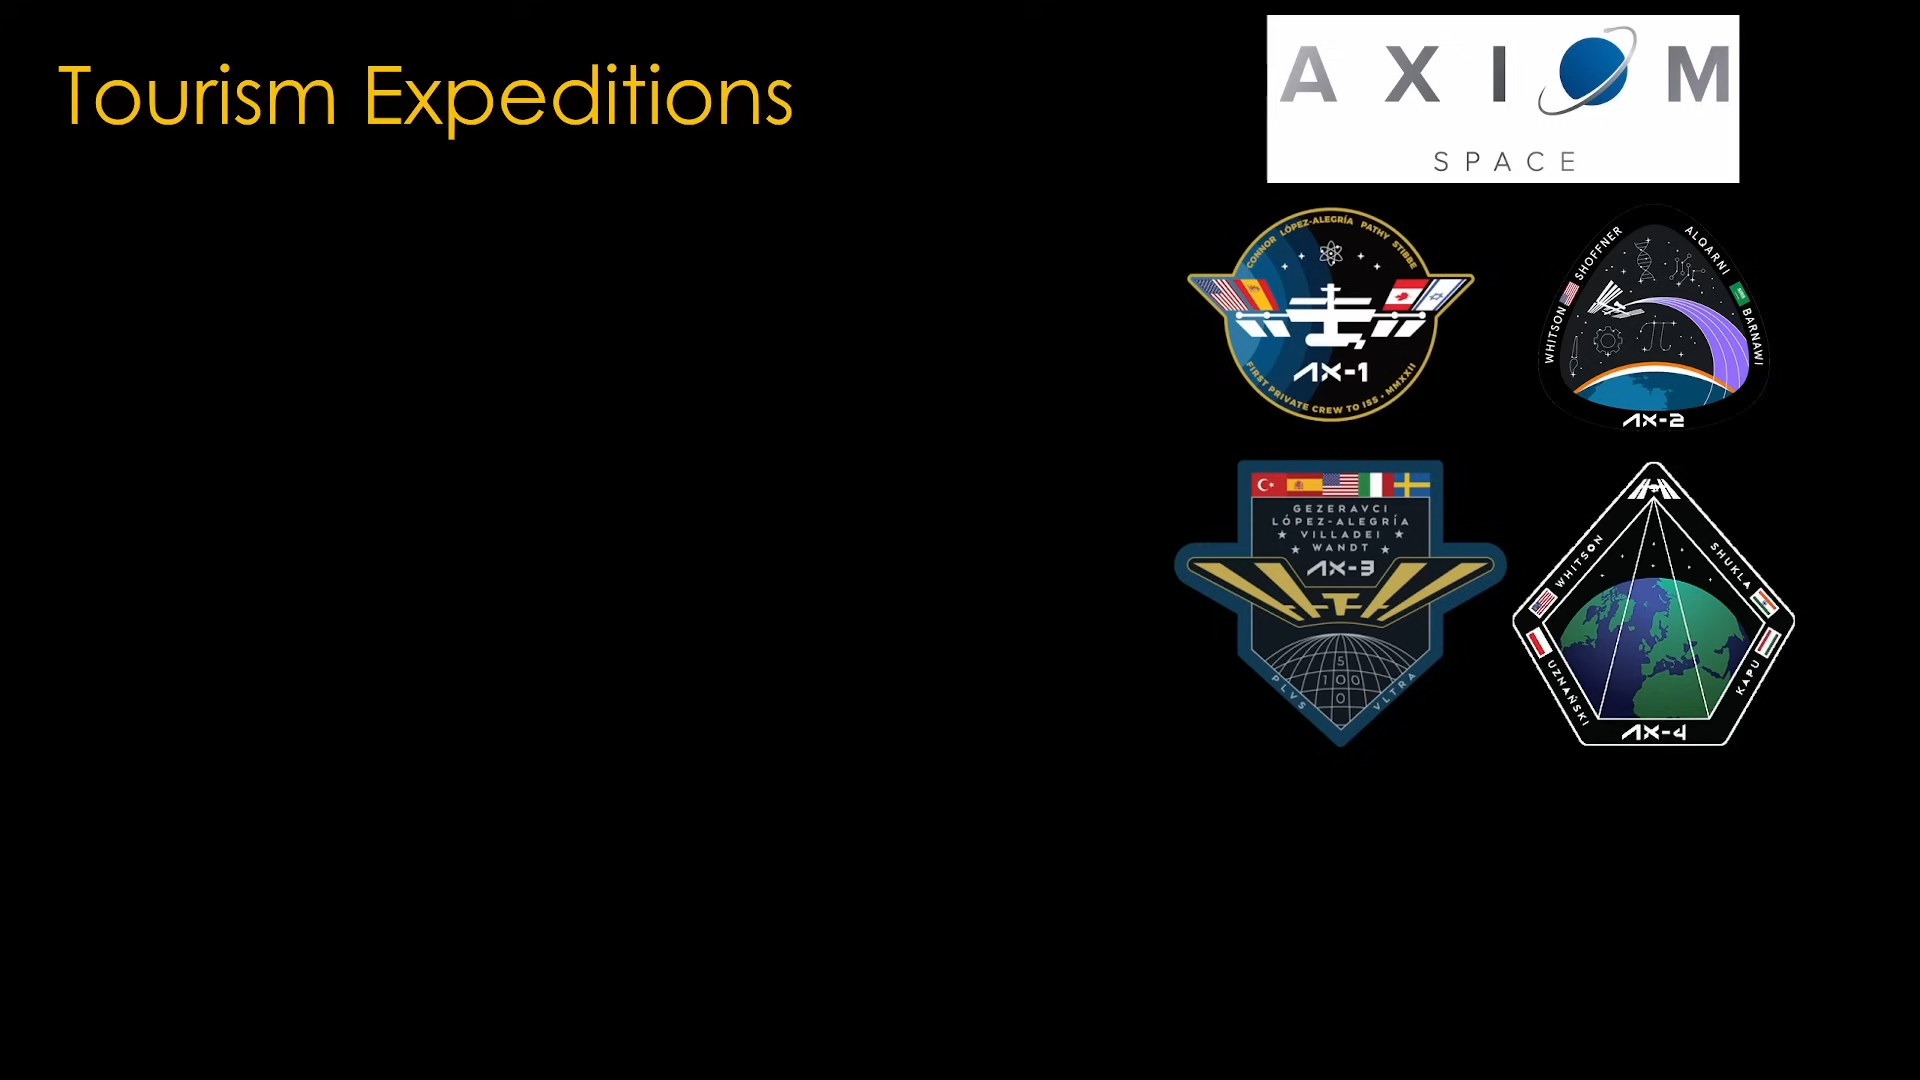 Tourism Expeditions
AXIOM
SPACE
CONNOR LÓPEZ-ALEGRÍA PATHY STIBBE
AX-1
FIRST PRIVATE CREW TO ISS • MMXXII
WHITSON SHOFFNER ALQARNI BARNAWI
π
AX-2
GEZERAVCI
LÓPEZ-ALEGRÍA
VILLADEI
WANDT
AX-3
5
100
0
PLVS VLTRA
WHITSON SHUKLA
UZNAŃSKI KAPU
AX-4